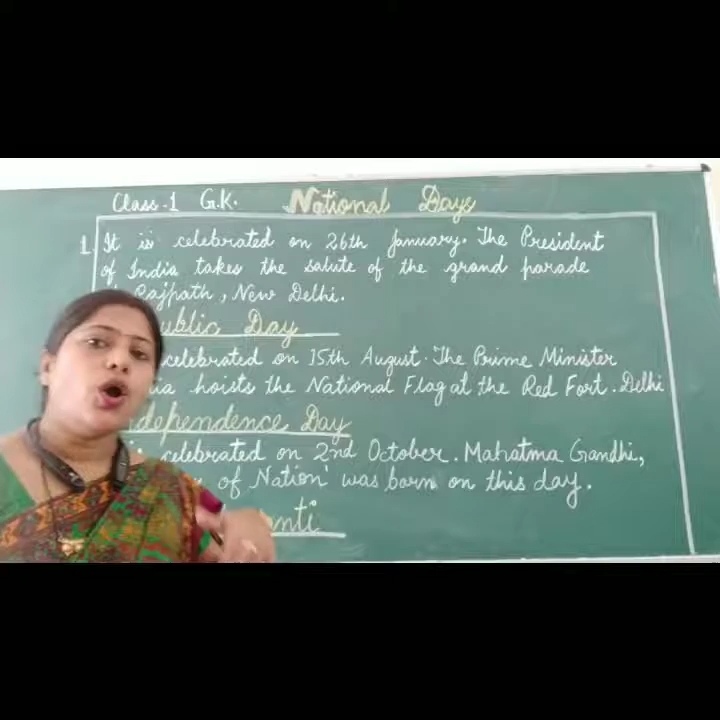 Class-1 G.K. National Days
1 It is celebrated on 26th January. The President
of India takes the salute of the grand parade
Rajpath, New Delhi.
ublic Day
celebrated on 15th August. The Prime Minister
ia hoists the National Flag at the Red Fort. Delhi
dependence Day
is celebrated on 2nd October. Mahatma Gandhi,
of Nation' was born on this day.
anti